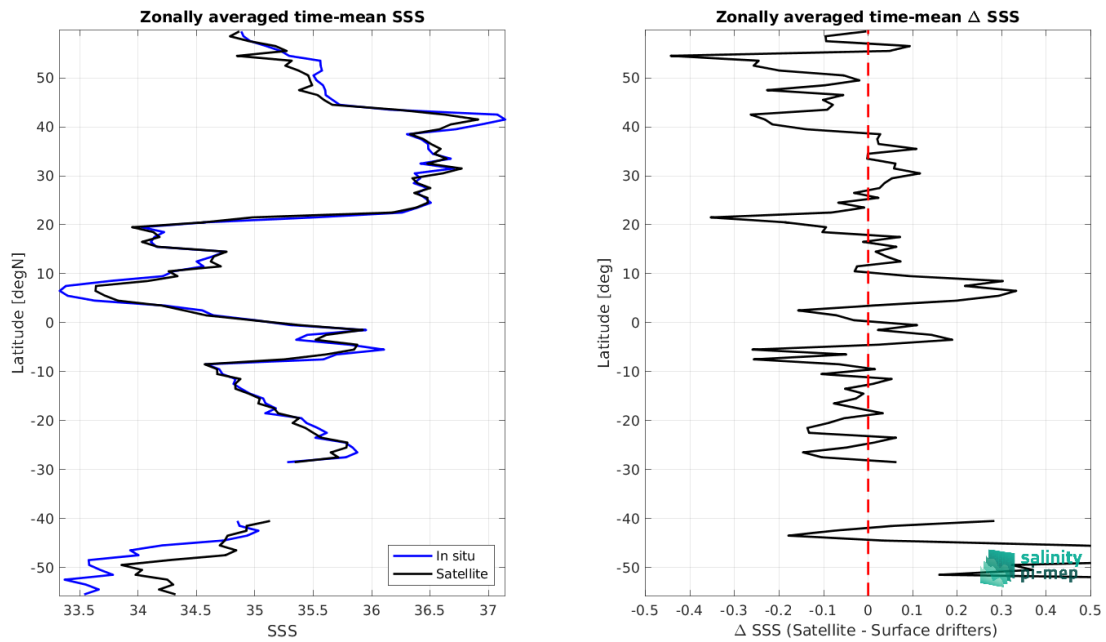 Zonally averaged time-mean SSS
Latitude [degN]
50
40
30
20
10
0
-10
-20
-30
-40
-50
33.5 34 34.5 35 35.5 36 36.5 37
SSS
In situ
Satellite
Zonally averaged time-mean Δ SSS
Latitude [deg]
50
40
30
20
10
0
-10
-20
-30
-40
-50
-0.5 -0.4 -0.3 -0.2 -0.1 0 0.1 0.2 0.3 0.4 0.5
Δ SSS (Satellite - Surface drifters)
salinity
pi-mep